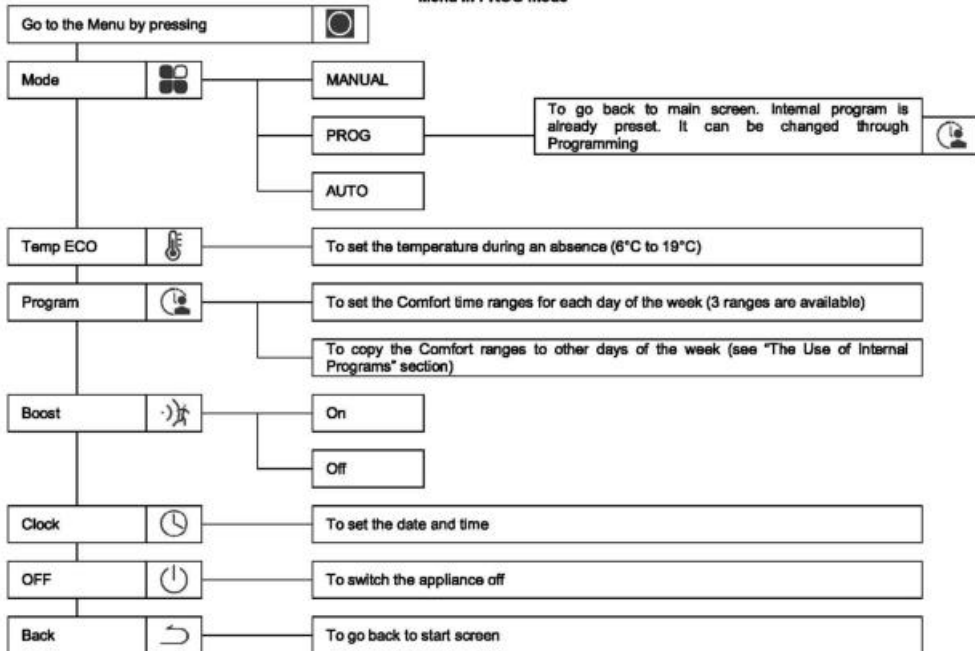 Menu in PROG Mode
Go to the Menu by pressing
Mode
MANUAL
PROG
To go back to main screen. Internal program is
already preset. It can be changed through
Programming
AUTO
Temp ECO
To set the temperature during an absence (6°C to 19°C)
Program
To set the Comfort time ranges for each day of the week (3 ranges are available)
To copy the Comfort ranges to other days of the week (see "The Use of Internal
Programs" section)
Boost
On
Off
Clock
To set the date and time
OFF
To switch the appliance off
Back
To go back to start screen